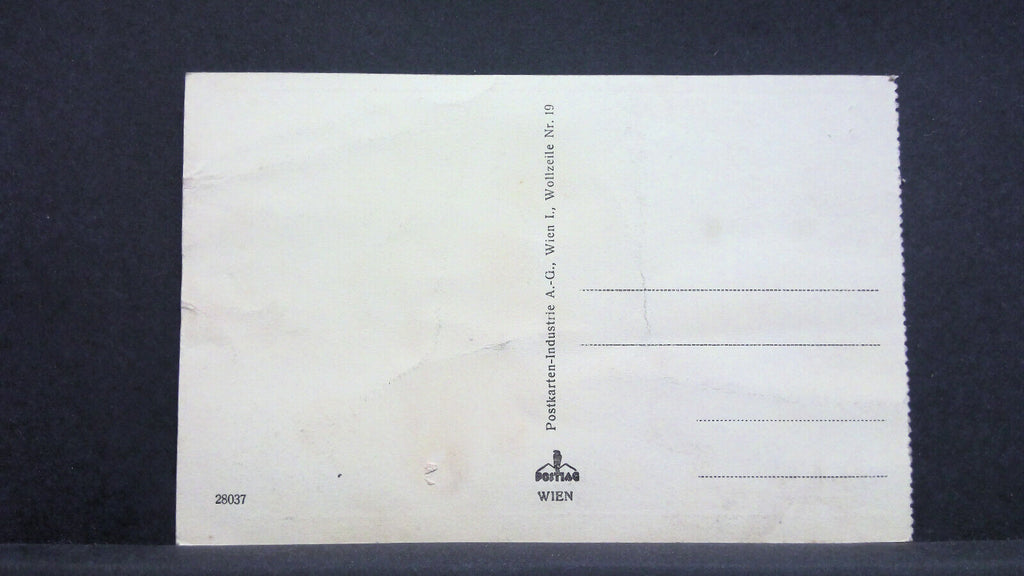 Postkarten-Industrie A.-G., Wien I., Wollzeile Nr. 19
POSTIAG
WIEN
28037